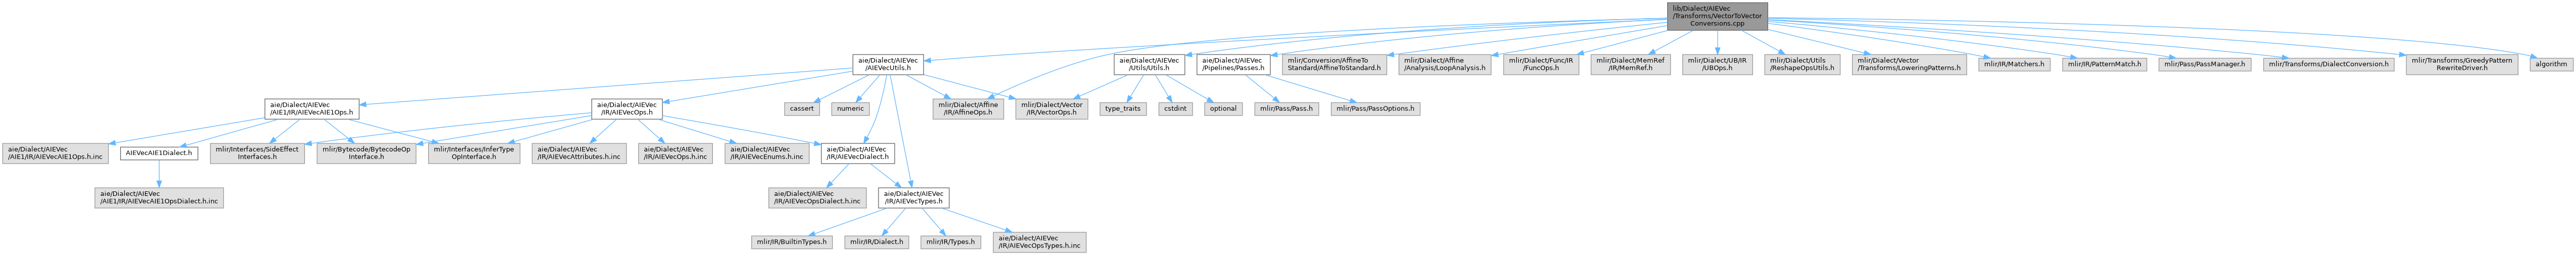 lib/Dialect/AIEVec
/Transforms/VectorToVector
Conversions.cpp
aie/Dialect/AIEVec
/AIEVecUtils.h
aie/Dialect/AIEVec
/Utils/Utils.h
aie/Dialect/AIEVec
/Pipelines/Passes.h
mlir/Conversion/AffineTo
Standard/AffineToStandard.h
mlir/Dialect/Affine
/Analysis/LoopAnalysis.h
mlir/Dialect/Func/IR
/FuncOps.h
mlir/Dialect/MemRef
/IR/MemRef.h
mlir/Dialect/UB/IR
/UBOps.h
mlir/Dialect/Utils
/ReshapeOpsUtils.h
mlir/Dialect/Vector
/Transforms/LoweringPatterns.h
mlir/IR/Matchers.h
mlir/IR/PatternMatch.h
mlir/Pass/PassManager.h
mlir/Transforms/DialectConversion.h
mlir/Transforms/GreedyPattern
RewriteDriver.h
algorithm
aie/Dialect/AIEVec
/AIE1/IR/AIEVecAIE1Ops.h
aie/Dialect/AIEVec
/IR/AIEVecOps.h
cassert
numeric
mlir/Dialect/Affine
/IR/AffineOps.h
mlir/Dialect/Vector
/IR/VectorOps.h
type_traits
cstdint
optional
mlir/Pass/Pass.h
mlir/Pass/PassOptions.h
aie/Dialect/AIEVec
/AIE1/IR/AIEVecAIE1Ops.h.inc
AIEVecAIE1Dialect.h
mlir/Interfaces/SideEffect
Interfaces.h
mlir/Bytecode/BytecodeOp
Interface.h
mlir/Interfaces/InferType
OpInterface.h
aie/Dialect/AIEVec
/IR/AIEVecAttributes.h.inc
aie/Dialect/AIEVec
/IR/AIEVecOps.h.inc
aie/Dialect/AIEVec
/IR/AIEVecEnums.h.inc
aie/Dialect/AIEVec
/IR/AIEVecDialect.h
aie/Dialect/AIEVec
/AIE1/IR/AIEVecAIE1OpsDialect.h.inc
aie/Dialect/AIEVec
/IR/AIEVecOpsDialect.h.inc
aie/Dialect/AIEVec
/IR/AIEVecTypes.h
mlir/IR/BuiltinTypes.h
mlir/IR/Dialect.h
mlir/IR/Types.h
aie/Dialect/AIEVec
/IR/AIEVecOpsTypes.h.inc